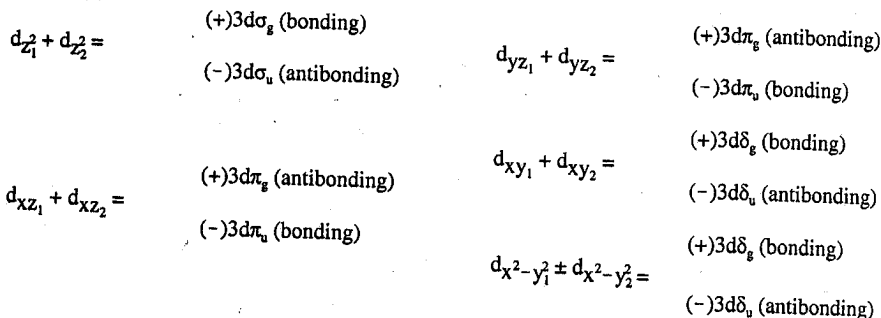 d_{z_1^2} + d_{z_2^2} =
(+)3dσ_g (bonding)
(-)3dσ_u (antibonding)
d_{xz_1} + d_{xz_2} =
(+)3dπ_g (antibonding)
(-)3dπ_u (bonding)
d_{yz_1} + d_{yz_2} =
(+)3dπ_g (antibonding)
(-)3dπ_u (bonding)
d_{xy_1} + d_{xy_2} =
(+)3dδ_g (bonding)
(-)3dδ_u (antibonding)
d_{x^2-y_1^2} ± d_{x^2-y_2^2} =
(+)3dδ_g (bonding)
(-)3dδ_u (antibonding)